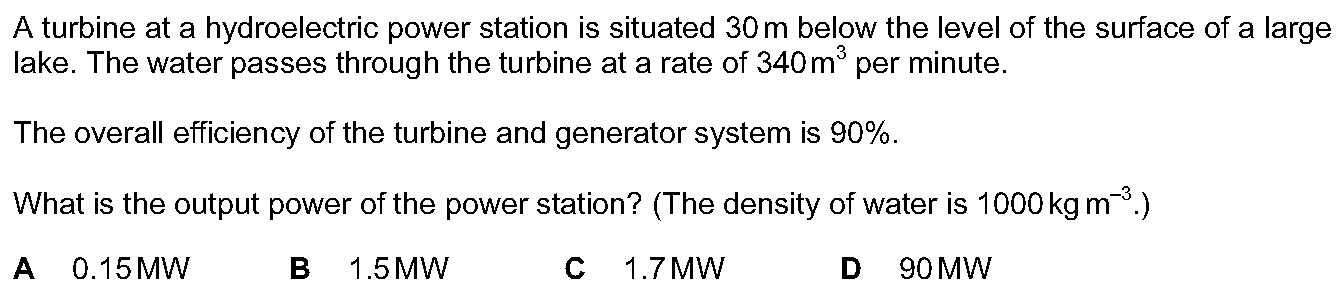 A turbine at a hydroelectric power station is situated 30 m below the level of the surface of a large
lake. The water passes through the turbine at a rate of 340 m³ per minute.
The overall efficiency of the turbine and generator system is 90%.
What is the output power of the power station? (The density of water is 1000 kg m⁻³.)
A 0.15 MW B 1.5 MW C 1.7 MW D 90 MW